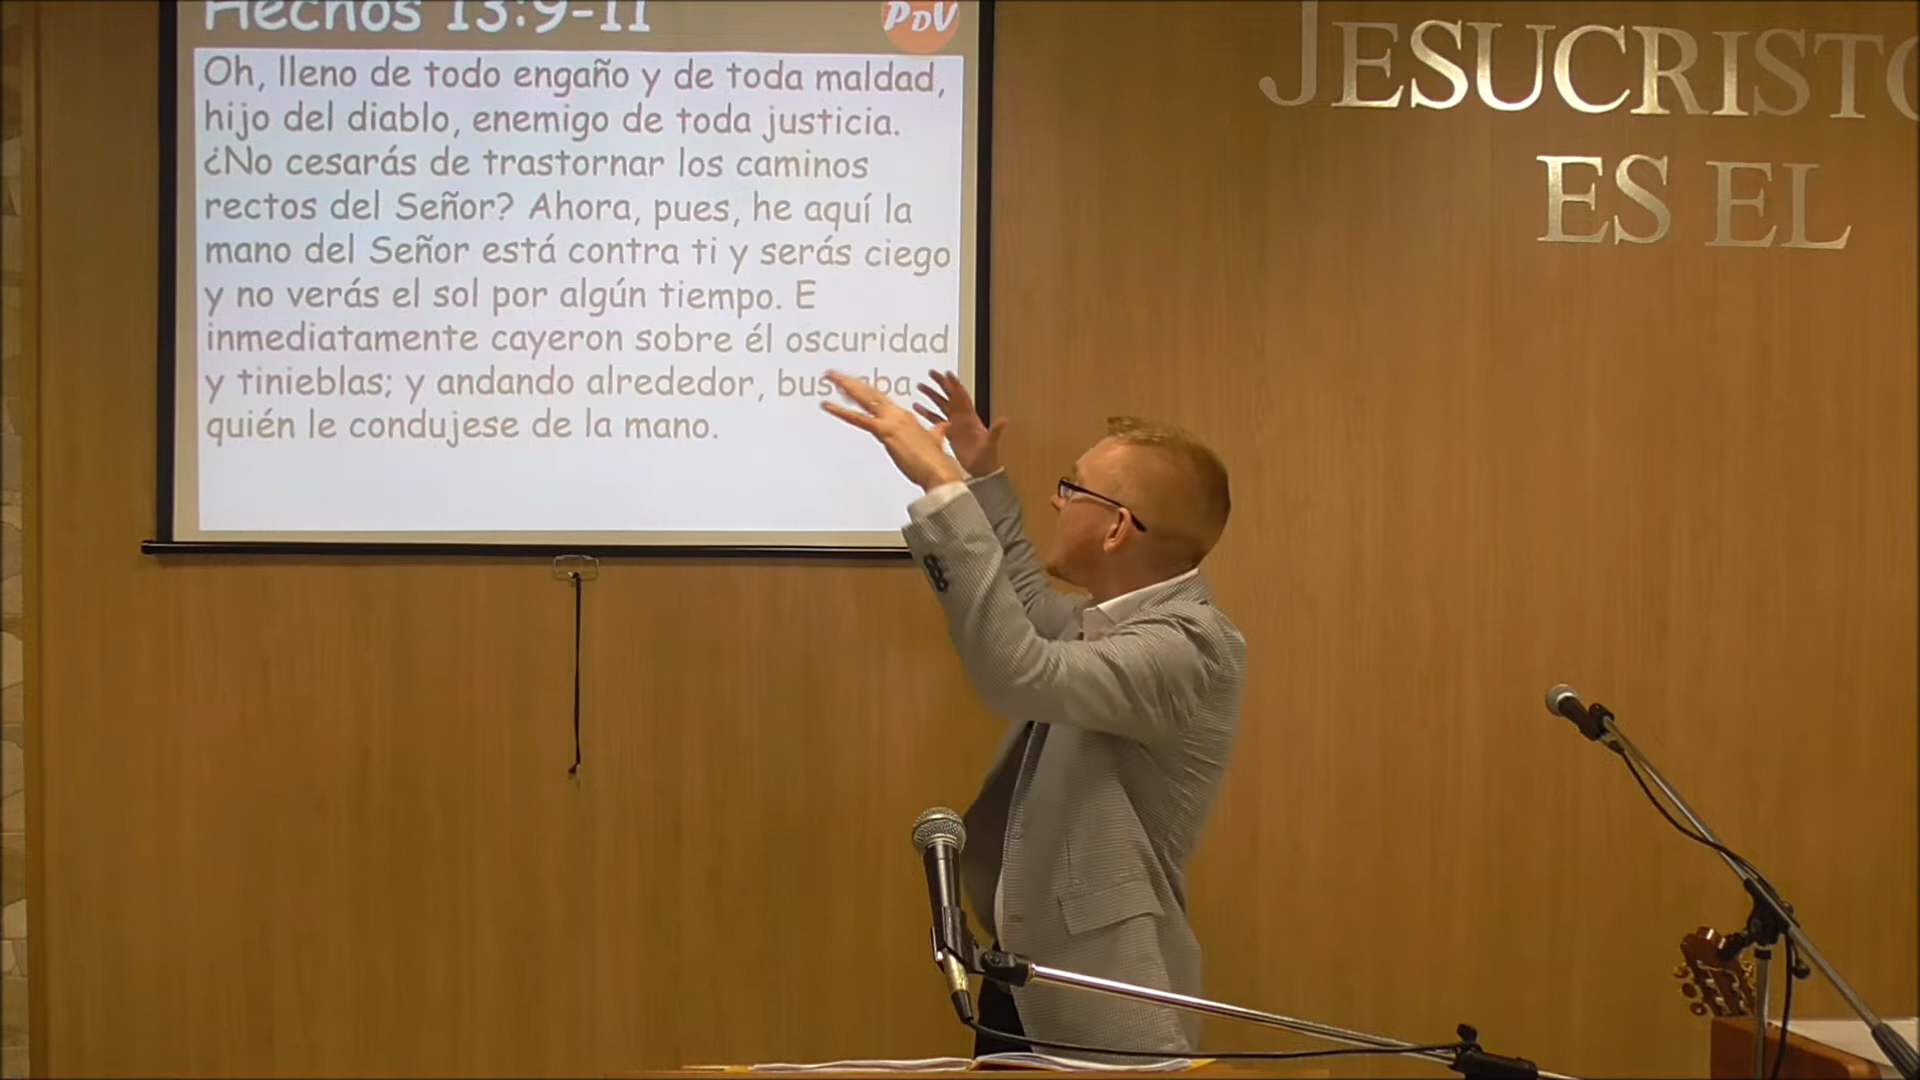 Hechos 13:9-11
PDV
Oh, lleno de todo engaño y de toda maldad,
hijo del diablo, enemigo de toda justicia.
¿No cesarás de trastornar los caminos
rectos del Señor? Ahora, pues, he aquí la
mano del Señor está contra ti y serás ciego
y no verás el sol por algún tiempo. E
inmediatamente cayeron sobre él oscuridad
y tinieblas; y andando alrededor, buscaba
quién le condujese de la mano.
JESUCRISTO
ES EL